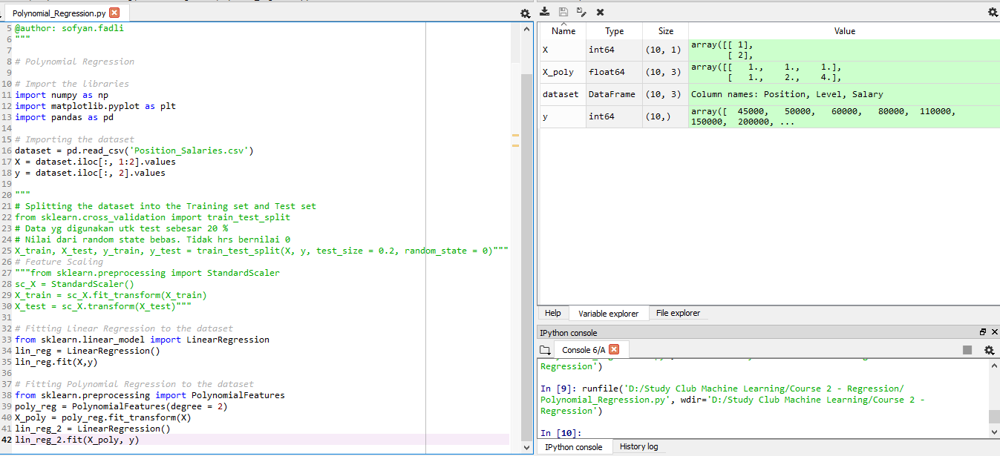 Polynomial_Regression.py
5 @author: sofyan.fadli
6 """
7
8 # Polynomial Regression
9
10 # Import the libraries
11 import numpy as np
12 import matplotlib.pyplot as plt
13 import pandas as pd
14
15 # Importing the dataset
16 dataset = pd.read_csv('Position_Salaries.csv')
17 X = dataset.iloc[:, 1:2].values
18 y = dataset.iloc[:, 2].values
19
20 """
21 # Splitting the dataset into the Training set and Test set
22 from sklearn.cross_validation import train_test_split
23 # Data yg digunakan utk test sebesar 20 %
24 # Nilai dari random state bebas. Tidak hrs bernilai 0
25 X_train, X_test, y_train, y_test = train_test_split(X, y, test_size = 0.2, random_state = 0)"""
26 # Feature Scaling
27 """from sklearn.preprocessing import StandardScaler
28 sc_X = StandardScaler()
29 X_train = sc_X.fit_transform(X_train)
30 X_test = sc_X.transform(X_test)"""
31
32 # Fitting Linear Regression to the dataset
33 from sklearn.linear_model import LinearRegression
34 lin_reg = LinearRegression()
35 lin_reg.fit(X,y)
36
37 # Fitting Polynomial Regression to the dataset
38 from sklearn.preprocessing import PolynomialFeatures
39 poly_reg = PolynomialFeatures(degree = 2)
40 X_poly = poly_reg.fit_transform(X)
41 lin_reg_2 = LinearRegression()
42 lin_reg_2.fit(X_poly, y)
Name Type Size Value
X int64 (10, 1) array([[ 1],
[ 2],
X_poly float64 (10, 3) array([[ 1., 1., 1.],
[ 1., 2., 4.],
dataset DataFrame (10, 3) Column names: Position, Level, Salary
y int64 (10,) array([ 45000, 50000, 60000, 80000, 110000,
150000, 200000, ...
Help Variable explorer File explorer
IPython console
Console 6/A
Regression')
In [9]: runfile('D:/Study Club Machine Learning/Course 2 - Regression/
Polynomial_Regression.py', wdir='D:/Study Club Machine Learning/Course 2 -
Regression')
In [10]:
IPython console History log